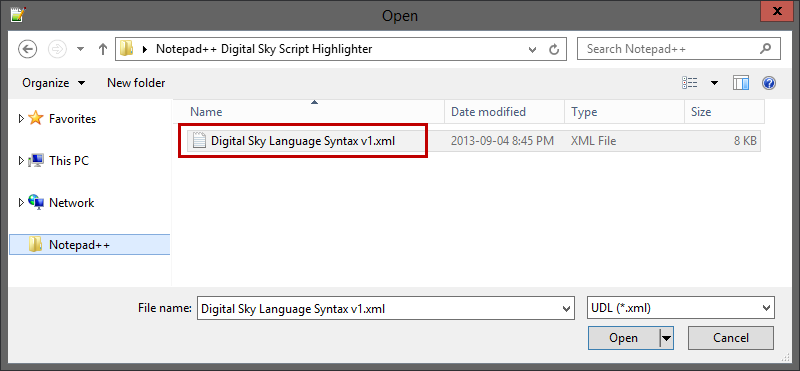 Open
Notepad++ Digital Sky Script Highlighter
Search Notepad++
Organize
New folder
Name
Date modified
Type
Size
Favorites
This PC
Network
Notepad++
Digital Sky Language Syntax v1.xml
2013-09-04 8:45 PM
XML File
8 KB
File name:
Digital Sky Language Syntax v1.xml
UDL (*.xml)
Open
Cancel